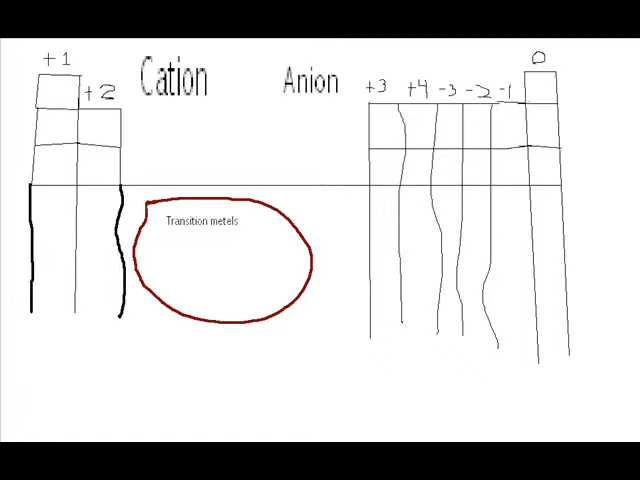 +1
+2
Cation
Anion
+3
+4
-3
-2
-1
0
Transition metels